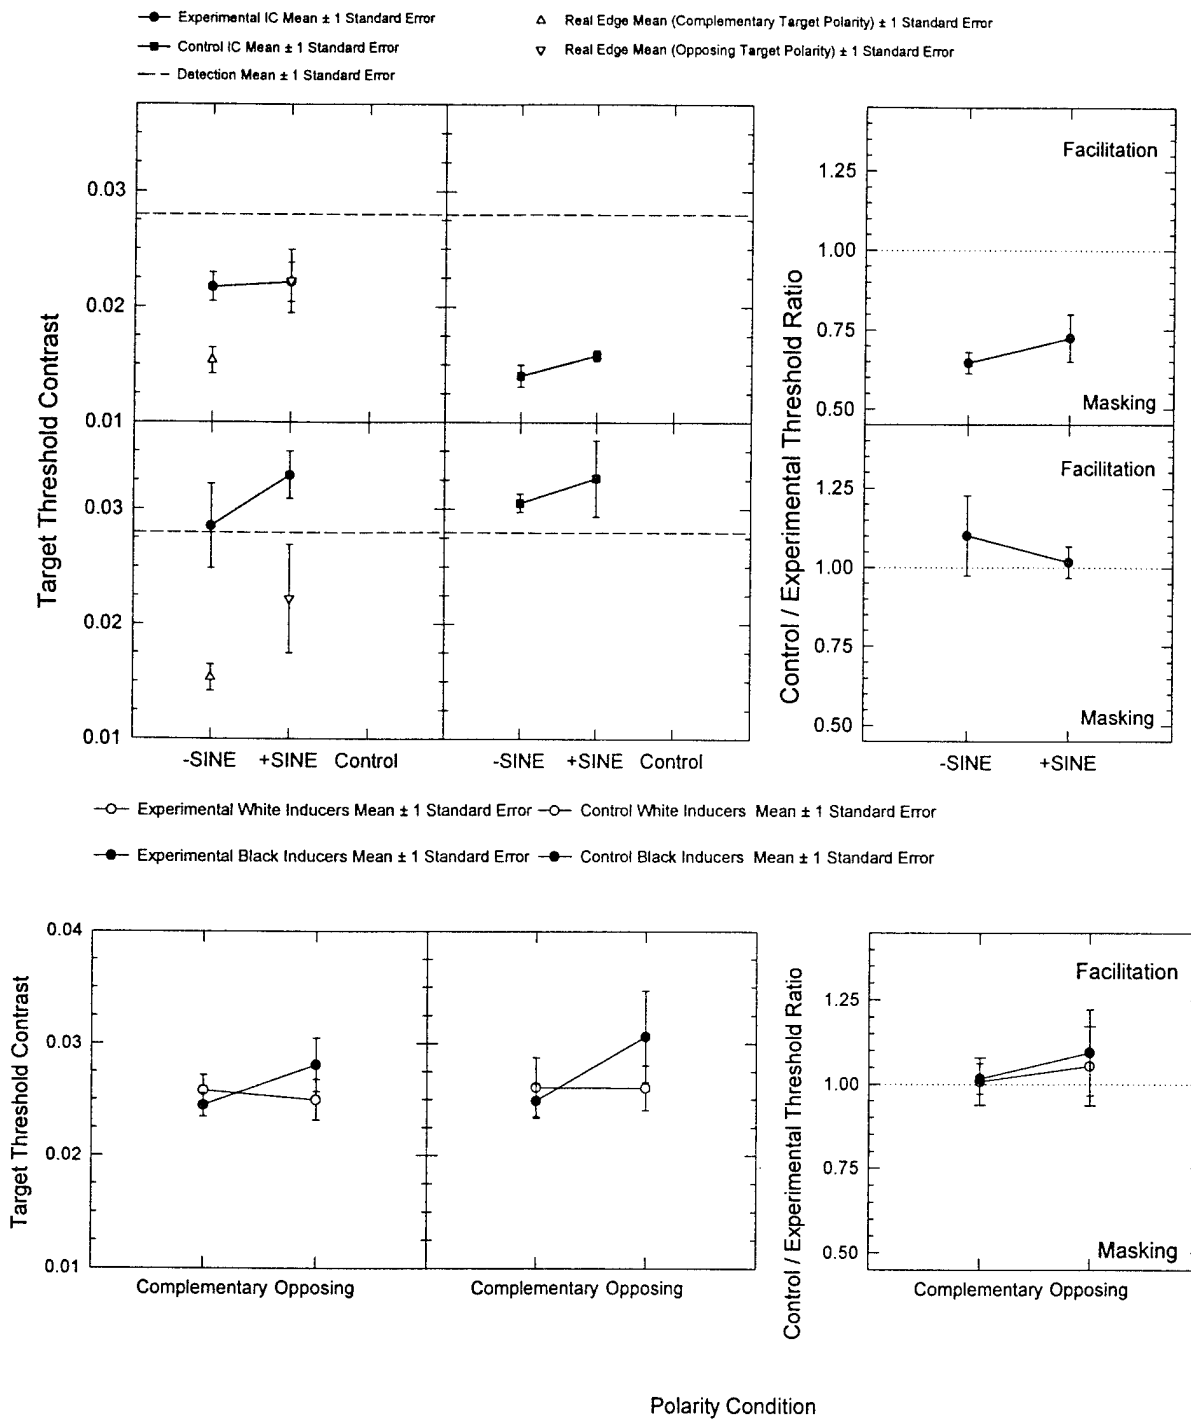 Experimental IC Mean ± 1 Standard Error
Control IC Mean ± 1 Standard Error
Detection Mean ± 1 Standard Error
Real Edge Mean (Complementary Target Polarity) ± 1 Standard Error
Real Edge Mean (Opposing Target Polarity) ± 1 Standard Error
Target Threshold Contrast
0.03
0.02
0.01
0.03
0.02
0.01
-SINE +SINE Control
-SINE +SINE Control
Control / Experimental Threshold Ratio
1.25
1.00
0.75
0.50
Facilitation
Masking
1.25
1.00
0.75
0.50
Facilitation
Masking
-SINE +SINE
Experimental White Inducers Mean ± 1 Standard Error
Control White Inducers Mean ± 1 Standard Error
Experimental Black Inducers Mean ± 1 Standard Error
Control Black Inducers Mean ± 1 Standard Error
Target Threshold Contrast
0.04
0.03
0.02
0.01
Complementary Opposing
Complementary Opposing
Control / Experimental Threshold Ratio
1.25
1.00
0.75
0.50
Facilitation
Masking
Complementary Opposing
Polarity Condition